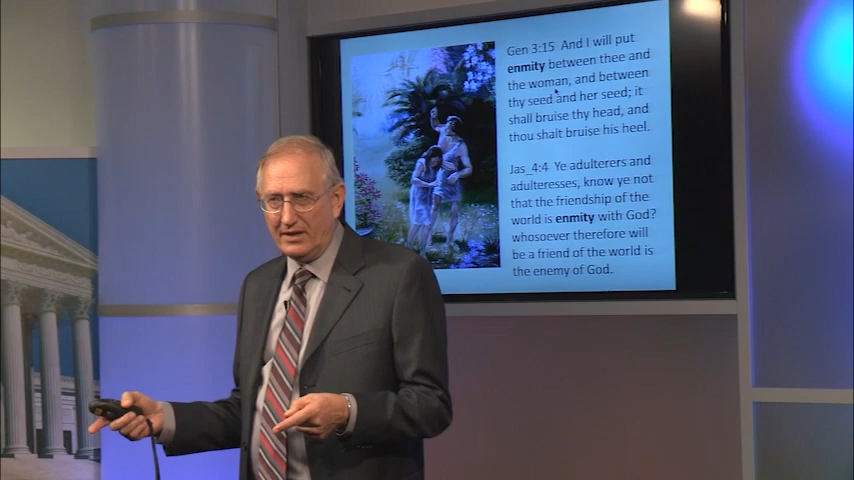 Gen 3:15  And I will put
enmity between thee and
the woman, and between
thy seed and her seed; it
shall bruise thy head, and
thou shalt bruise his heel.
Jas_4:4  Ye adulterers and
adulteresses, know ye not
that the friendship of the
world is enmity with God?
whosoever therefore will
be a friend of the world is
the enemy of God.